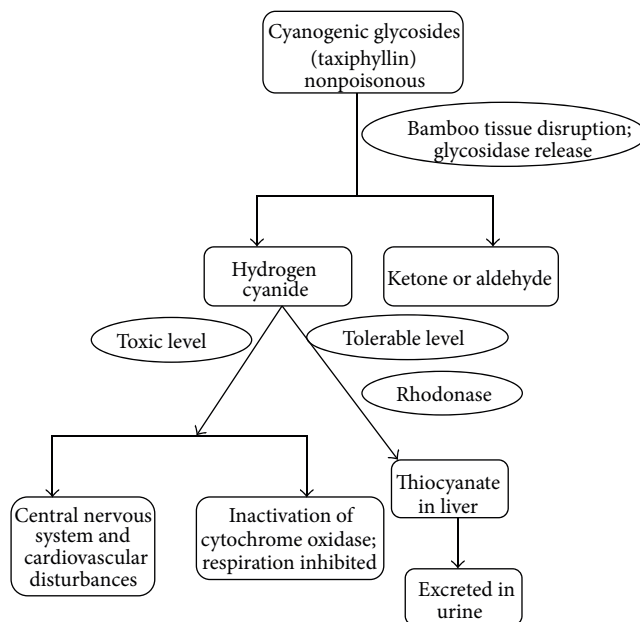 Cyanogenic glycosides
(taxiphyllin)
nonpoisonous
Bamboo tissue disruption;
glycosidase release
Hydrogen
cyanide
Ketone or aldehyde
Toxic level
Tolerable level
Rhodonase
Central nervous
system and
cardiovascular
disturbances
Inactivation of
cytochrome oxidase;
respiration inhibited
Thiocyanate
in liver
Excreted in
urine